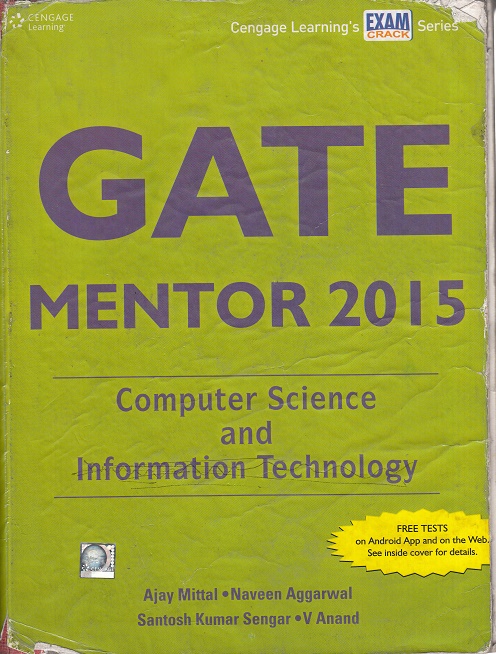 CENGAGE
Learning™
Cengage Learning's EXAM CRACK Series
GATE
MENTOR 2015
Computer Science
and
Information Technology
FREE TESTS
on Android App and on the Web.
See inside cover for details.
Ajay Mittal • Naveen Aggarwal
Santosh Kumar Sengar • V Anand